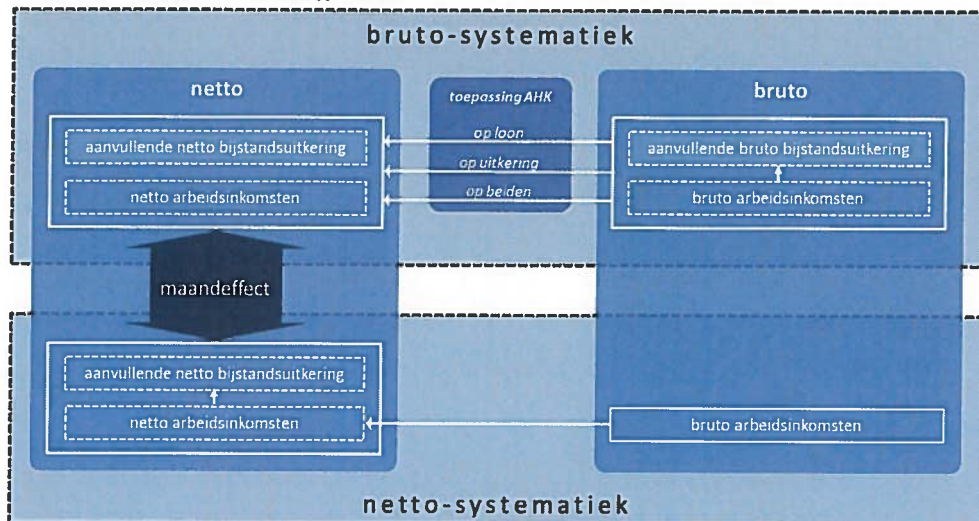 bruto-systematiek
netto
toepassing AHK
bruto
aanvullende netto bijstandsuitkering
netto arbeidsinkomsten
op loon
op uitkering
op beiden
aanvullende bruto bijstandsuitkering
bruto arbeidsinkomsten
maandeffect
aanvullende netto bijstandsuitkering
netto arbeidsinkomsten
bruto arbeidsinkomsten
netto-systematiek